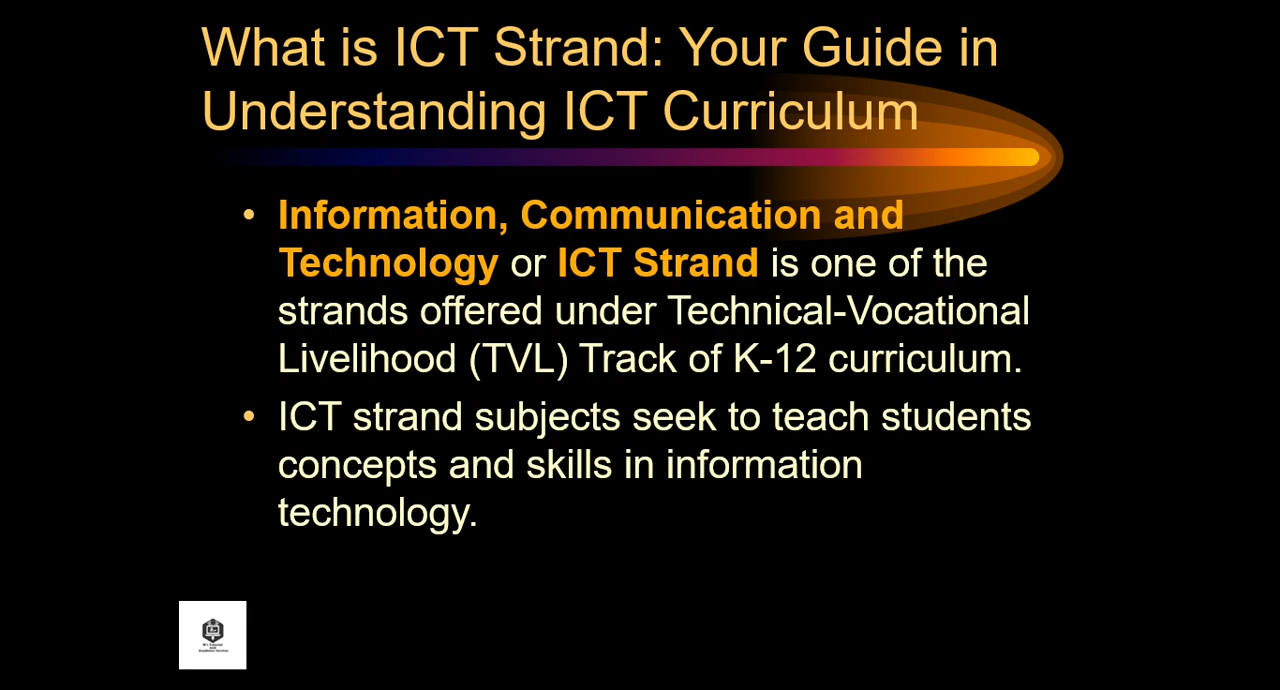 What is ICT Strand: Your Guide in
Understanding ICT Curriculum
• Information, Communication and
Technology or ICT Strand is one of the
strands offered under Technical-Vocational
Livelihood (TVL) Track of K-12 curriculum.
• ICT strand subjects seek to teach students
concepts and skills in information
technology.